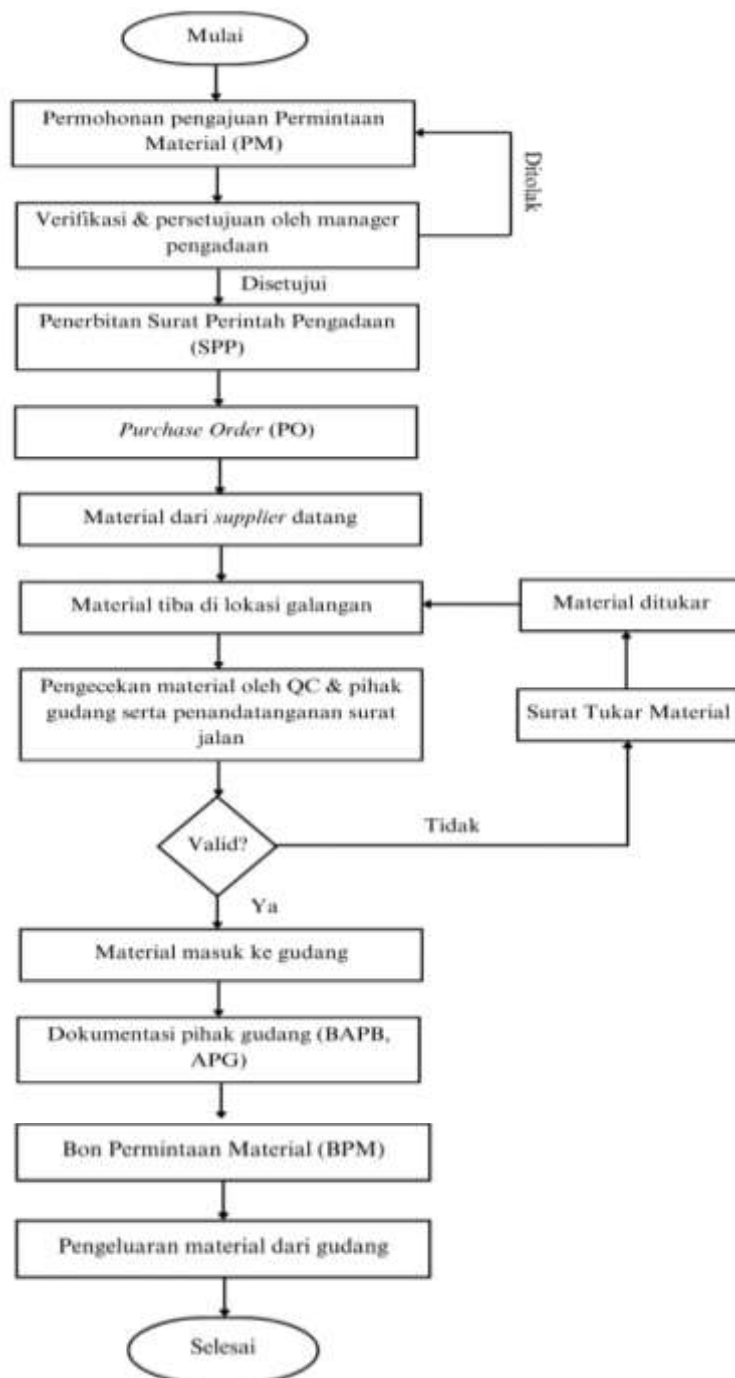 Mulai
Permohonan pengajuan Permintaan
Material (PM)
Ditolak
Verifikasi & persetujuan oleh manager
pengadaan
Disetujui
Penerbitan Surat Perintah Pengadaan
(SPP)
Purchase Order (PO)
Material dari supplier datang
Material tiba di lokasi galangan
Material ditukar
Pengecekan material oleh QC & pihak
gudang serta penandatanganan surat
jalan
Surat Tukar Material
Valid?
Tidak
Ya
Material masuk ke gudang
Dokumentasi pihak gudang (BAPB,
APG)
Bon Permintaan Material (BPM)
Pengeluaran material dari gudang
Selesai